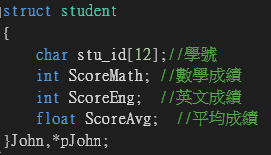 struct student
{
char stu_id[12];//學號
int ScoreMath; //數學成績
int ScoreEng;  //英文成績
float ScoreAvg;  //平均成績
}John,*pJohn;